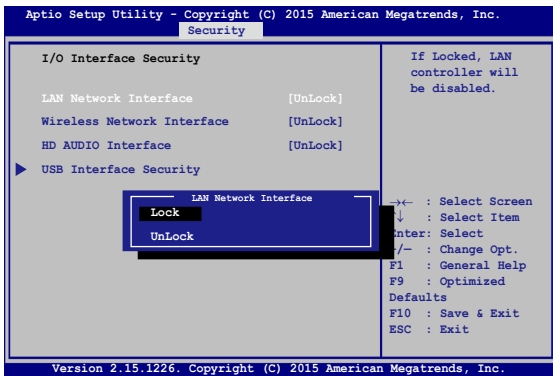 Aptio Setup Utility - Copyright (C) 2015 American Megatrends, Inc.
Security
I/O Interface Security
LAN Network Interface [UnLock]
Wireless Network Interface [UnLock]
HD AUDIO Interface [UnLock]
USB Interface Security
If Locked, LAN
controller will
be disabled.
LAN Network Interface
Lock
UnLock
→← : Select Screen
↓ : Select Item
nter: Select
/— : Change Opt.
F1 : General Help
F9 : Optimized
Defaults
F10 : Save & Exit
ESC : Exit
Version 2.15.1226. Copyright (C) 2015 American Megatrends, Inc.